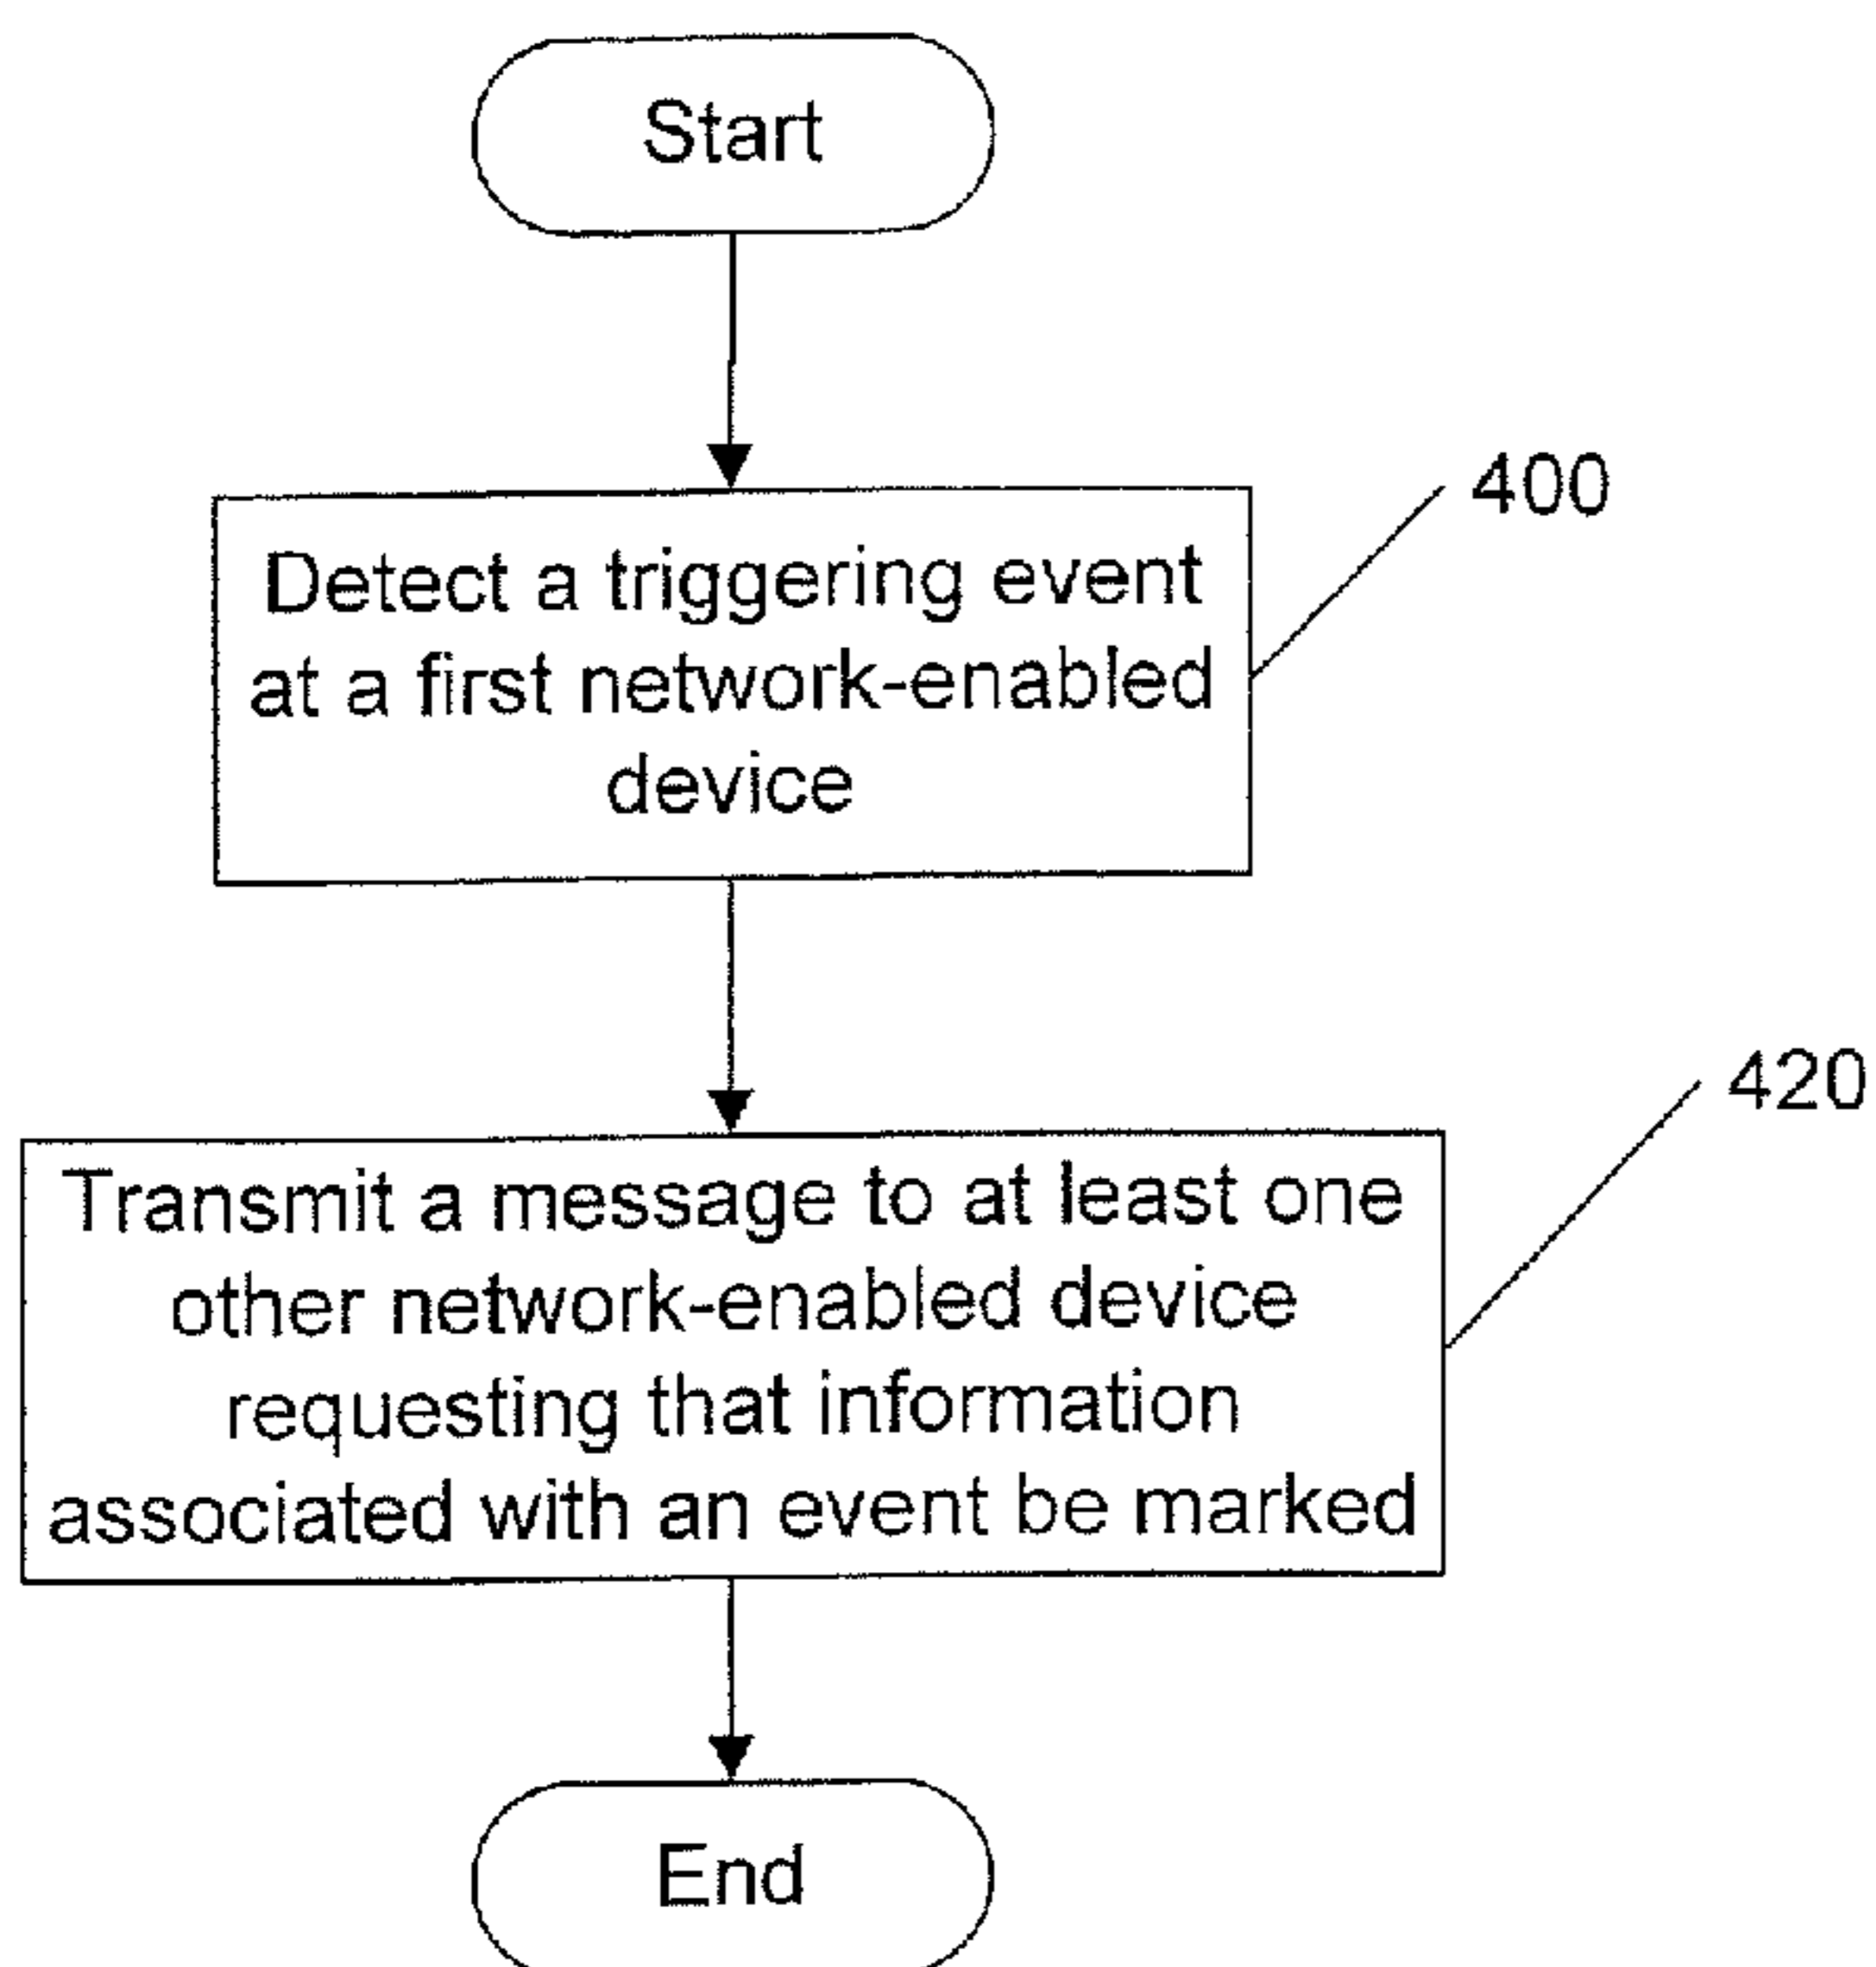 Start
400
Detect a triggering event
at a first network-enabled
device
420
Transmit a message to at least one
other network-enabled device
requesting that information
associated with an event be marked
End